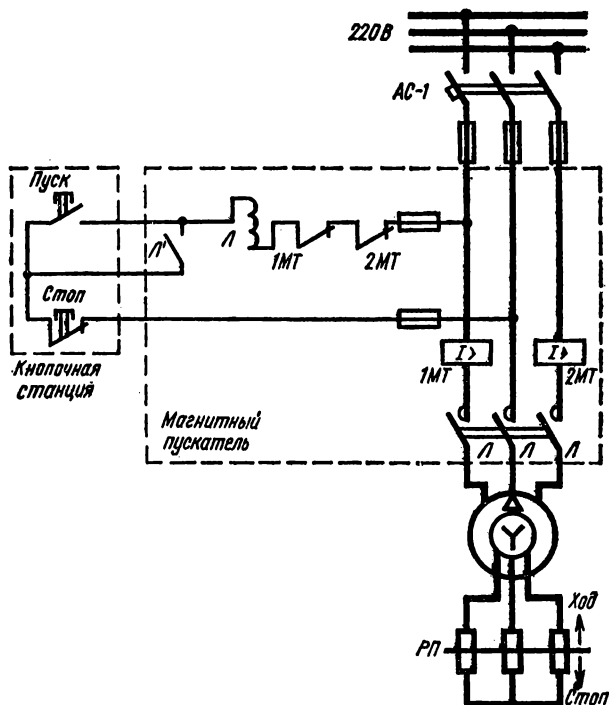 220В
АС-1
Пуск
Л'
Л
1МТ
2МТ
Стоп
Кнопочная
станция
I>
1МТ
I>
2МТ
Магнитный
пускатель
Л
Л
Л
Ход
РП
Стоп